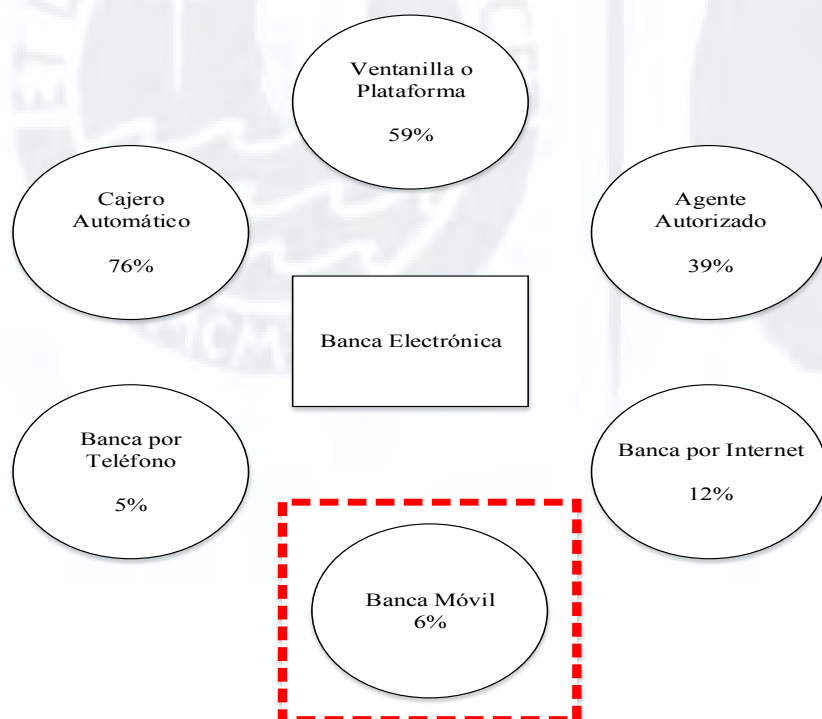 Ventanilla o
Plataforma
59%
Cajero
Automático
76%
Agente
Autorizado
39%
Banca Electrónica
Banca por
Teléfono
5%
Banca por Internet
12%
Banca Móvil
6%